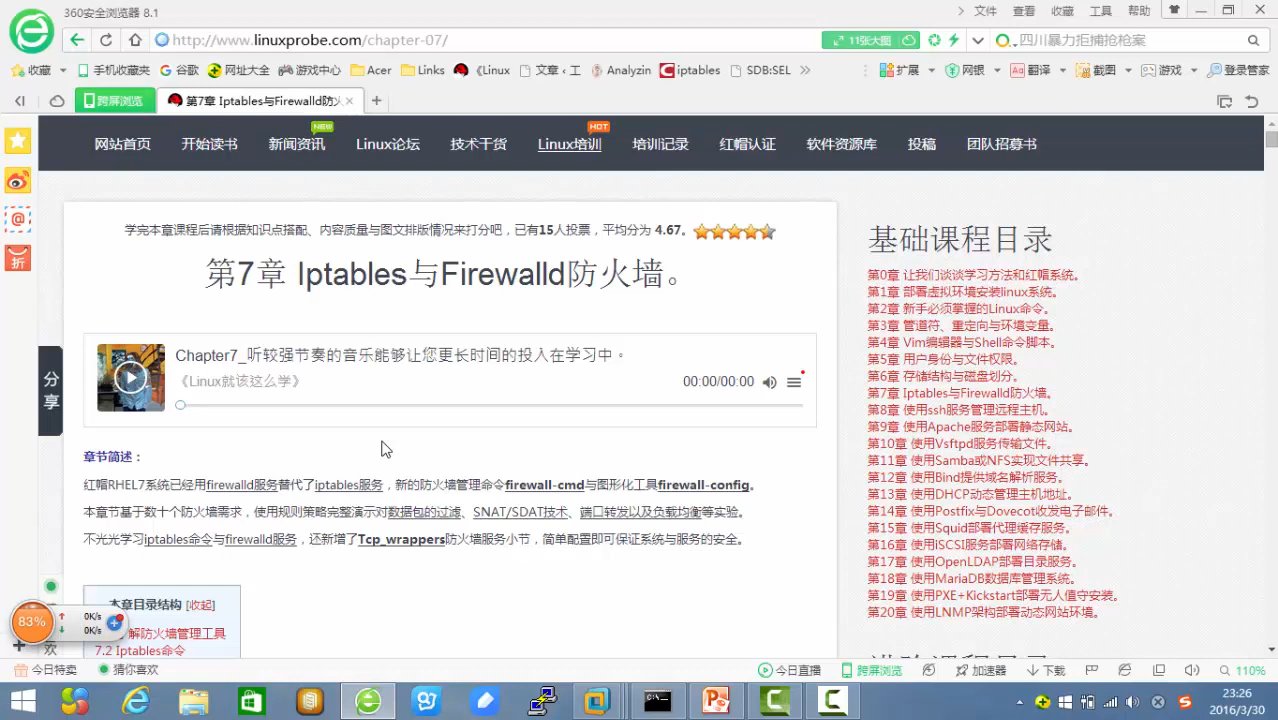 360安全浏览器 8.1
文件 查看 收藏 工具 帮助
http://www.linuxprobe.com/chapter-07/
11张大图
四川暴力拒捕抢枪案
收藏 手机收藏夹 谷歌 网址大全 游戏中心 Acer Links 《Linux 文章‹工 Analyzin iptables SDB:SEL
扩展 网银 翻译 截图 游戏 登录管家
跨屏浏览
第7章 Iptables与Firewalld防火
网站首页 开始读书 新闻资讯 NEW Linux论坛 技术干货 Linux培训 HOT 培训记录 红帽认证 软件资源库 投稿 团队招募书
@
折
分享
学完本章课程后请根据知识点搭配、内容质量与图文排版情况来打分吧，已有15人投票，平均分为 4.67。
第7章 Iptables与Firewalld防火墙。
Chapter7_听较强节奏的音乐能够让您更长时间的投入在学习中。
《Linux就该这么学》
00:00/00:00
章节简述：
红帽RHEL7系统已经用firewalld服务替代了iptables服务，新的防火墙管理命令firewall-cmd与图形化工具firewall-config。
本章节基于数十个防火墙需求，使用规则策略完整演示对数据包的过滤、SNAT/SDAT技术、端口转发以及负载均衡等实验。
不光光学习iptables命令与firewalld服务，还新增了Tcp_wrappers防火墙服务小节，简单配置即可保证系统与服务的安全。
本章目录结构 [收起]
解防火墙管理工具
7.2 Iptables命令
基础课程目录
第0章 让我们谈谈学习方法和红帽系统。
第1章 部署虚拟环境安装linux系统。
第2章 新手必须掌握的Linux命令。
第3章 管道符、重定向与环境变量。
第4章 Vim编辑器与Shell命令脚本。
第5章 用户身份与文件权限。
第6章 存储结构与磁盘划分。
第7章 Iptables与Firewalld防火墙。
第8章 使用ssh服务管理远程主机。
第9章 使用Apache服务部署静态网站。
第10章 使用Vsftpd服务传输文件。
第11章 使用Samba或NFS实现文件共享。
第12章 使用Bind提供域名解析服务。
第13章 使用DHCP动态管理主机地址。
第14章 使用Postfix与Dovecot收发电子邮件。
第15章 使用Squid部署代理缓存服务。
第16章 使用iSCSI服务部署网络存储。
第17章 使用OpenLDAP部署目录服务。
第18章 使用MariaDB数据库管理系统。
第19章 使用PXE+Kickstart部署无人值守安装。
第20章 使用LNMP架构部署动态网站环境。
83%
0K/s
0K/s
欢
今日特卖 猜你喜欢
今日直播 跨屏浏览 加速器 下载 110%
23:26
2016/3/30